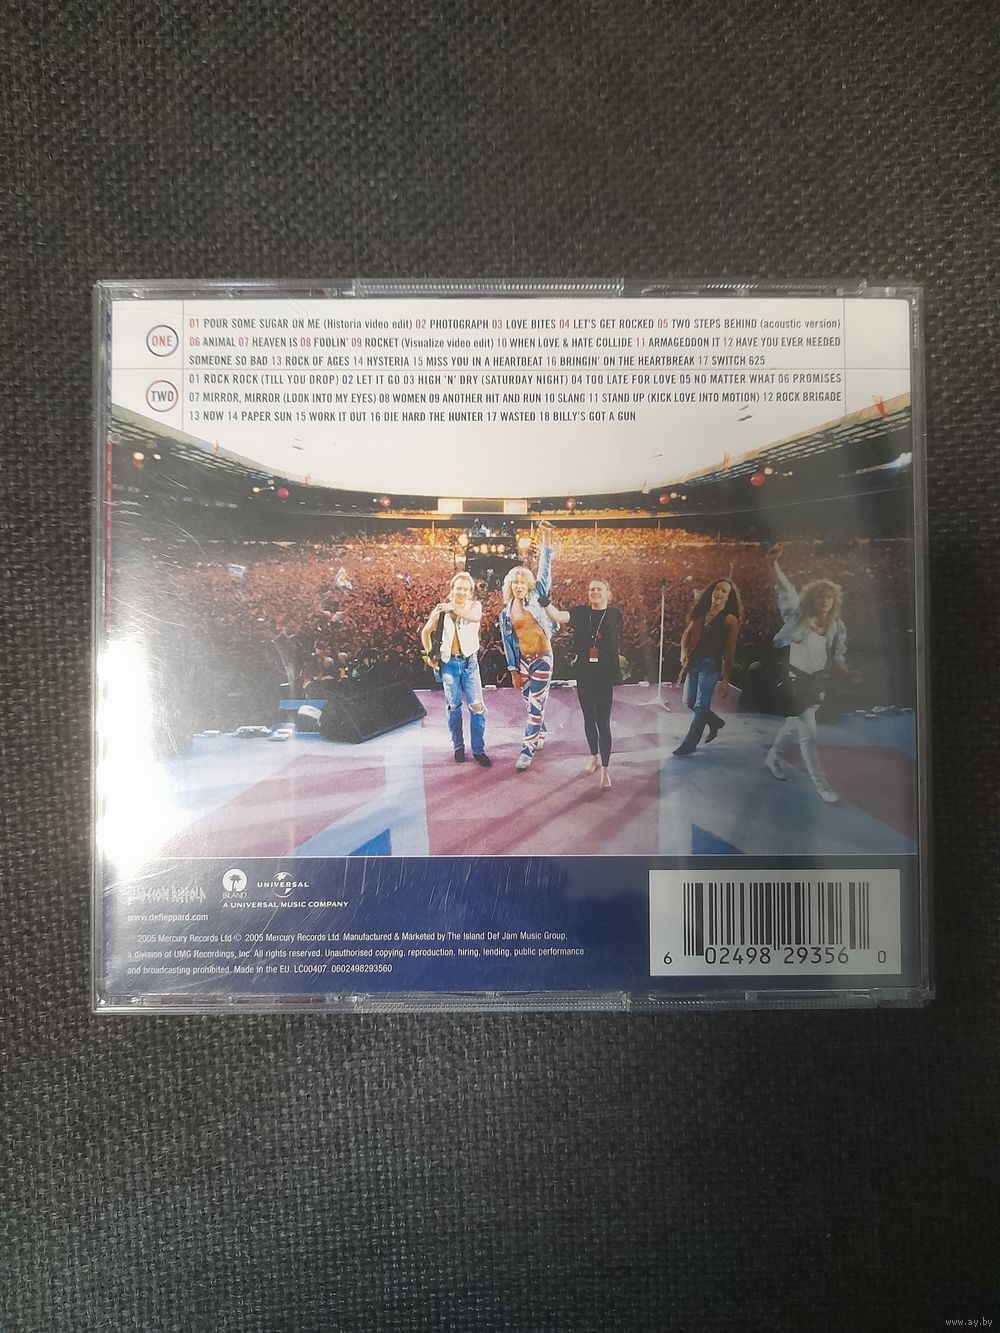 ONE
01 POUR SOME SUGAR ON ME (Historia video edit) 02 PHOTOGRAPH 03 LOVE BITES 04 LET'S GET ROCKED 05 TWO STEPS BEHIND (acoustic version)
06 ANIMAL 07 HEAVEN IS 08 FOOLIN' 09 ROCKET (Visualize video edit) 10 WHEN LOVE & HATE COLLIDE 11 ARMAGEDDON IT 12 HAVE YOU EVER NEEDED
SOMEONE SO BAD 13 ROCK OF AGES 14 HYSTERIA 15 MISS YOU IN A HEARTBEAT 16 BRINGIN' ON THE HEARTBREAK 17 SWITCH 625
TWO
01 ROCK ROCK (TILL YOU DROP) 02 LET IT GO 03 HIGH 'N' DRY (SATURDAY NIGHT) 04 TOO LATE FOR LOVE 05 NO MATTER WHAT 06 PROMISES
07 MIRROR, MIRROR (LOOK INTO MY EYES) 08 WOMEN 09 ANOTHER HIT AND RUN 10 SLANG 11 STAND UP (KICK LOVE INTO MOTION) 12 ROCK BRIGADE
13 NOW 14 PAPER SUN 15 WORK IT OUT 16 DIE HARD THE HUNTER 17 WASTED 18 BILLY'S GOT A GUN
ISLAND
UNIVERSAL
A UNIVERSAL MUSIC COMPANY
www.defleppard.com
2005 Mercury Records Ltd © 2005 Mercury Records Ltd. Manufactured & Marketed by The Island Def Jam Music Group,
a division of UMG Recordings, Inc. All rights reserved. Unauthorised copying, reproduction, hiring, lending, public performance
and broadcasting prohibited. Made in the EU. LC00407. 0602498293560
6 02498 29356 0
www.ay.by